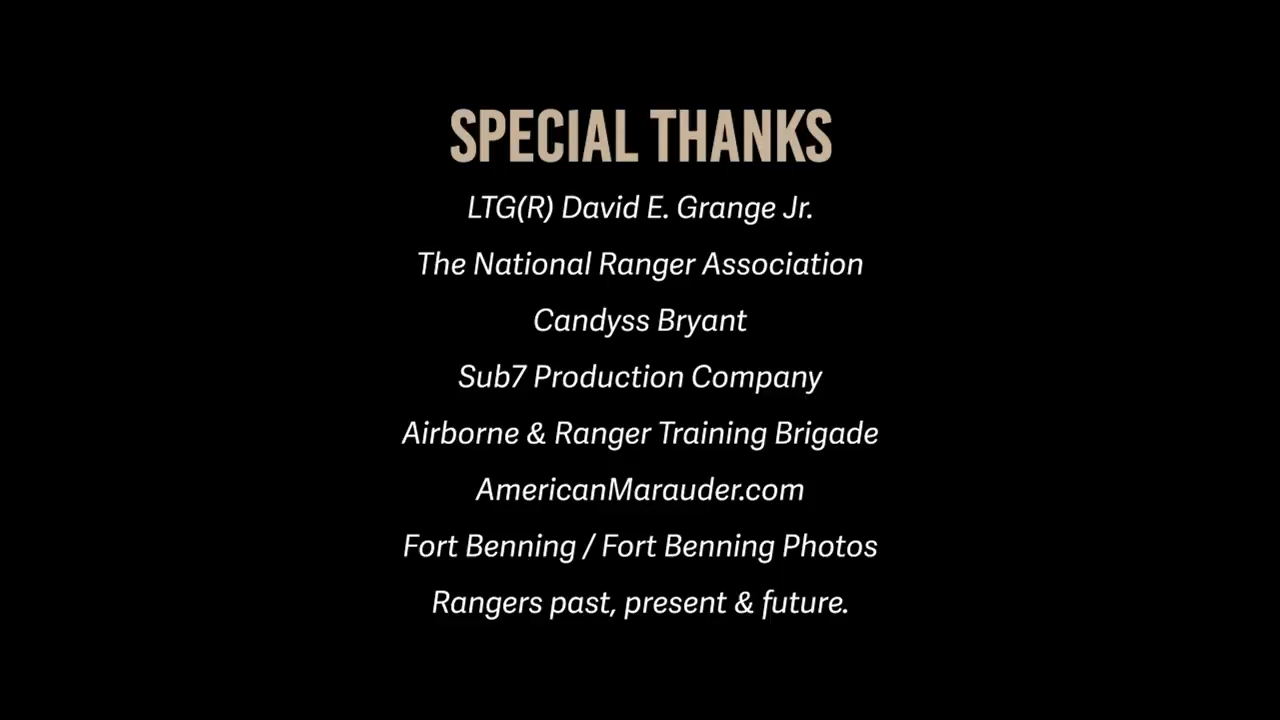 SPECIAL THANKS
LTG(R) David E. Grange Jr.
The National Ranger Association
Candyss Bryant
Sub7 Production Company
Airborne & Ranger Training Brigade
AmericanMarauder.com
Fort Benning / Fort Benning Photos
Rangers past, present & future.